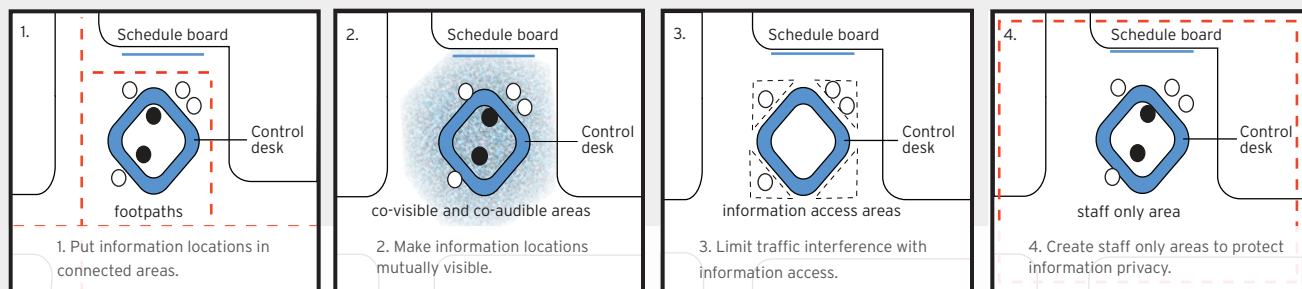 1.
Schedule board
Control
desk
footpaths
1. Put information locations in
connected areas.
2.
Schedule board
Control
desk
co-visible and co-audible areas
2. Make information locations
mutually visible.
3.
Schedule board
Control
desk
information access areas
3. Limit traffic interference with
information access.
4.
Schedule board
Control
desk
staff only area
4. Create staff only areas to protect
information privacy.